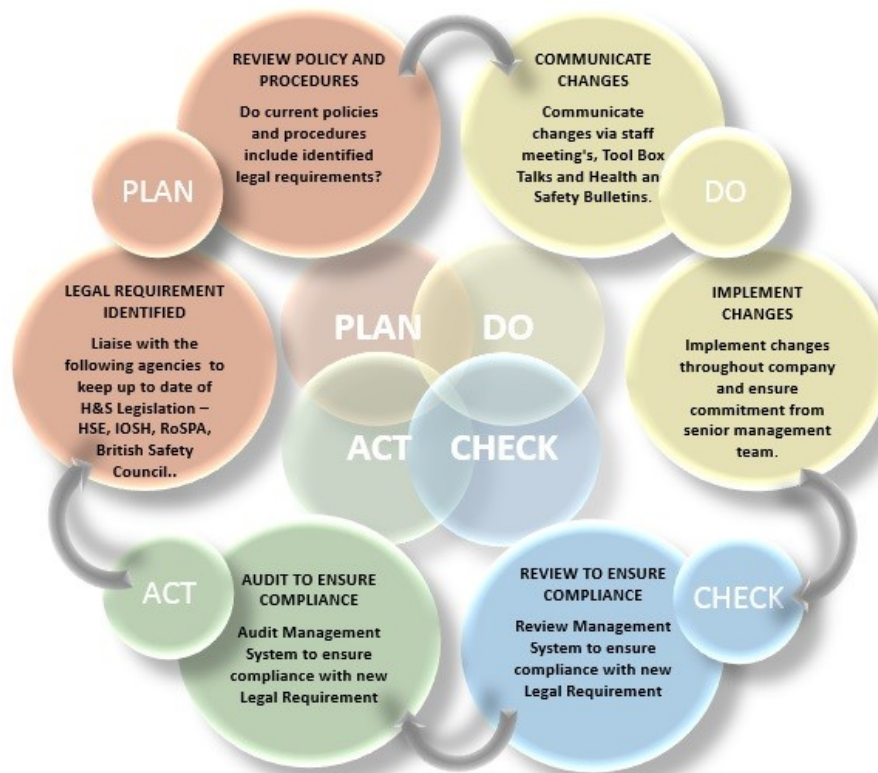 REVIEW POLICY AND
PROCEDURES
Do current policies
and procedures
include identified
legal requirements?
COMMUNICATE
CHANGES
Communicate
changes via staff
meeting's, Tool Box
Talks and Health and
Safety Bulletins.
PLAN
DO
LEGAL REQUIREMENT
IDENTIFIED
Liaise with the
following agencies to
keep up to date of
H&S Legislation –
HSE, IOSH, RoSPA,
British Safety
Council..
PLAN
DO
ACT
CHECK
IMPLEMENT
CHANGES
Implement changes
throughout company
and ensure
commitment from
senior management
team.
ACT
AUDIT TO ENSURE
COMPLIANCE
Audit Management
System to ensure
compliance with new
Legal Requirement
REVIEW TO ENSURE
COMPLIANCE
Review Management
System to ensure
compliance with new
Legal Requirement
CHECK